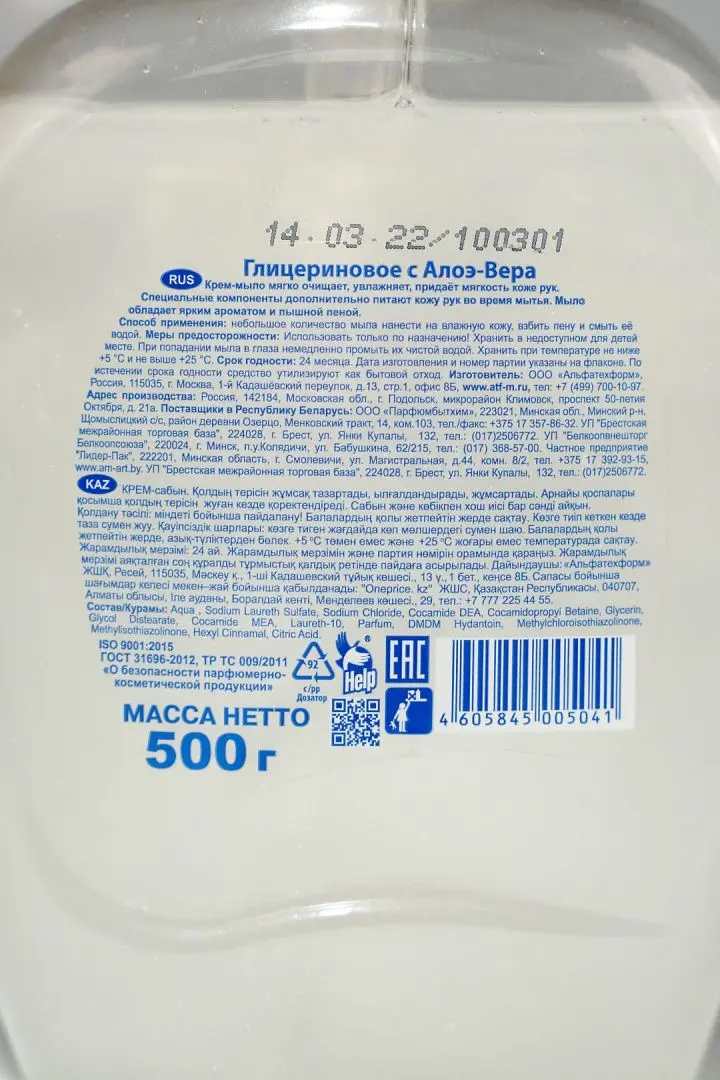 14.03.22/100301
Глицериновое с Алоэ-Вера
RUS Крем-мыло мягко очищает, увлажняет, придаёт мягкость коже рук.
Специальные компоненты дополнительно питают кожу рук во время мытья. Мыло
обладает ярким ароматом и пышной пеной.
Способ применения: небольшое количество мыла нанести на влажную кожу, взбить пену и смыть её
водой. Меры предосторожности: Использовать только по назначению! Хранить в недоступном для детей
месте. При попадании мыла в глаза немедленно промыть их чистой водой. Хранить при температуре не ниже
+5 °С и не выше +25 °С. Срок годности: 24 месяца. Дата изготовления и номер партии указаны на флаконе. По
истечении срока годности средство утилизируют как бытовой отход. Изготовитель: ООО «Альфатехформ»,
Россия, 115035, г. Москва, 1-й Кадашевский переулок, д.13, стр.1, офис 8Б, www.atf-m.ru, тел: +7 (499) 700-10-97.
Адрес производства: Россия, 142184, Московская обл., г. Подольск, микрорайон Климовск, проспект 50-летия
Октября, д. 21а. Поставщики в Республику Беларусь: ООО «Парфюмбытхим», 223021, Минская обл., Минский р-н,
Щомыслицкий с/с, район деревни Озерцо, Менковский тракт, 14, ком.103, тел./факс: +375 17 357-86-32. УП "Брестская
межрайонная торговая база", 224028, г. Брест, ул. Янки Купалы, 132, тел.: (017)2506772. УП "Белкоопвнешторг
Белкоопсоюза", 220024, г. Минск, п.у.Колядичи, ул. Бабушкина, 62/215, тел.: (017) 368-57-00. Частное предприятие
"Лидер-Пак", 222201, Минская область, г. Смолевичи, ул. Магистральная, д.44, комн. 8/2, тел. +375 17 392-93-15,
www.am-art.by. УП "Брестская межрайонная торговая база", 224028, г. Брест, ул. Янки Купалы, 132, тел.: (017)2506772.
KAZ КРЕМ-сабын. Қолдың терісін жұмсақ тазартады, ылғалдандырады, жұмсартады. Арнайы қоспалары
қосымша қолдың терісін жуған кезде қоректендіреді. Сабын және көбікпен хош иісі бар сәнді айқын.
Қолдану тәсілі: міндеті бойынша пайдалану! Балалардың қолы жетпейтін жерде сақтау. Көзге тиіп кеткен кезде
таза сумен жуу. Қауіпсіздік шарлары: көзге тиген жағдайда көп мөлшердегі сумен шаю. Балалардың қолы
жетпейтін жерде, азық-түліктерден бөлек. +5 °С төмен емес және +25 °С жоғары емес температурада сақтау.
Жарамдылық мерзімі: 24 ай. Жарамдылық мерзімін және партия нөмірін орамында қараңыз. Жарамдылық
мерзімі аяқталған соң құралды тұрмыстық қалдық ретінде пайдаға асырылады. Дайындаушы: «Альфатехформ»
ЖШҚ, Ресей, 115035, Мәскеу қ., 1-ші Кадашевский тұйық көшесі., 13 ү., 1 бет., кеңсе 8Б. Сапасы бойынша
шағымдар келесі мекен-жай бойынша қабылданады: "Oneprice. kz" ЖШС, Қазақстан Республикасы, 040707,
Алматы облысы, Іле ауданы, Боралдай кенті, Менделеев көшесі., 29, тел.: +7 777 225 44 55.
Состав/Курамы: Aqua , Sodium Laureth Sulfate, Sodium Chloride, Cocamide DEA, Cocamidopropyl Betaine, Glycerin,
Glycol Distearate, Cocamide MEA, Laureth-10, Parfum, DMDM Hydantoin, Methylchloroisothiazolinone,
Methylisothiazolinone, Hexyl Cinnamal, Citric Acid.
ISO 9001:2015
ГОСТ 31696-2012, ТР ТС 009/2011
«О безопасности парфюмерно-
косметической продукции»
92
c/pp
Дозатор
Help
EAC
4 605845 005041
МАССА НЕТТО
500 г